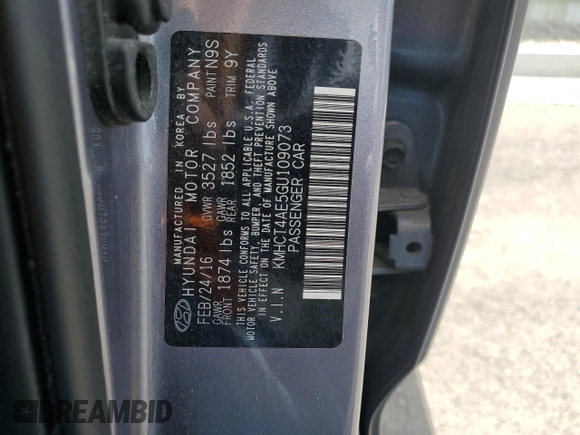 MANUFACTURED IN KOREA BY
HYUNDAI MOTOR COMPANY
FEB/24/16 GVWR 3527 lbs PAINT N9S
GAWR FRONT 1874 lbs GAWR REAR 1852 lbs TRIM 9Y
THIS VEHICLE CONFORMS TO ALL APPLICABLE U.S.A. FEDERAL
MOTOR VEHICLE SAFETY, BUMPER, AND THEFT PREVENTION STANDARDS
IN EFFECT ON THE DATE OF MANUFACTURE SHOWN ABOVE
V.I.N KMHCT4AE5GU109073
PASSENGER CAR
DREAMBID